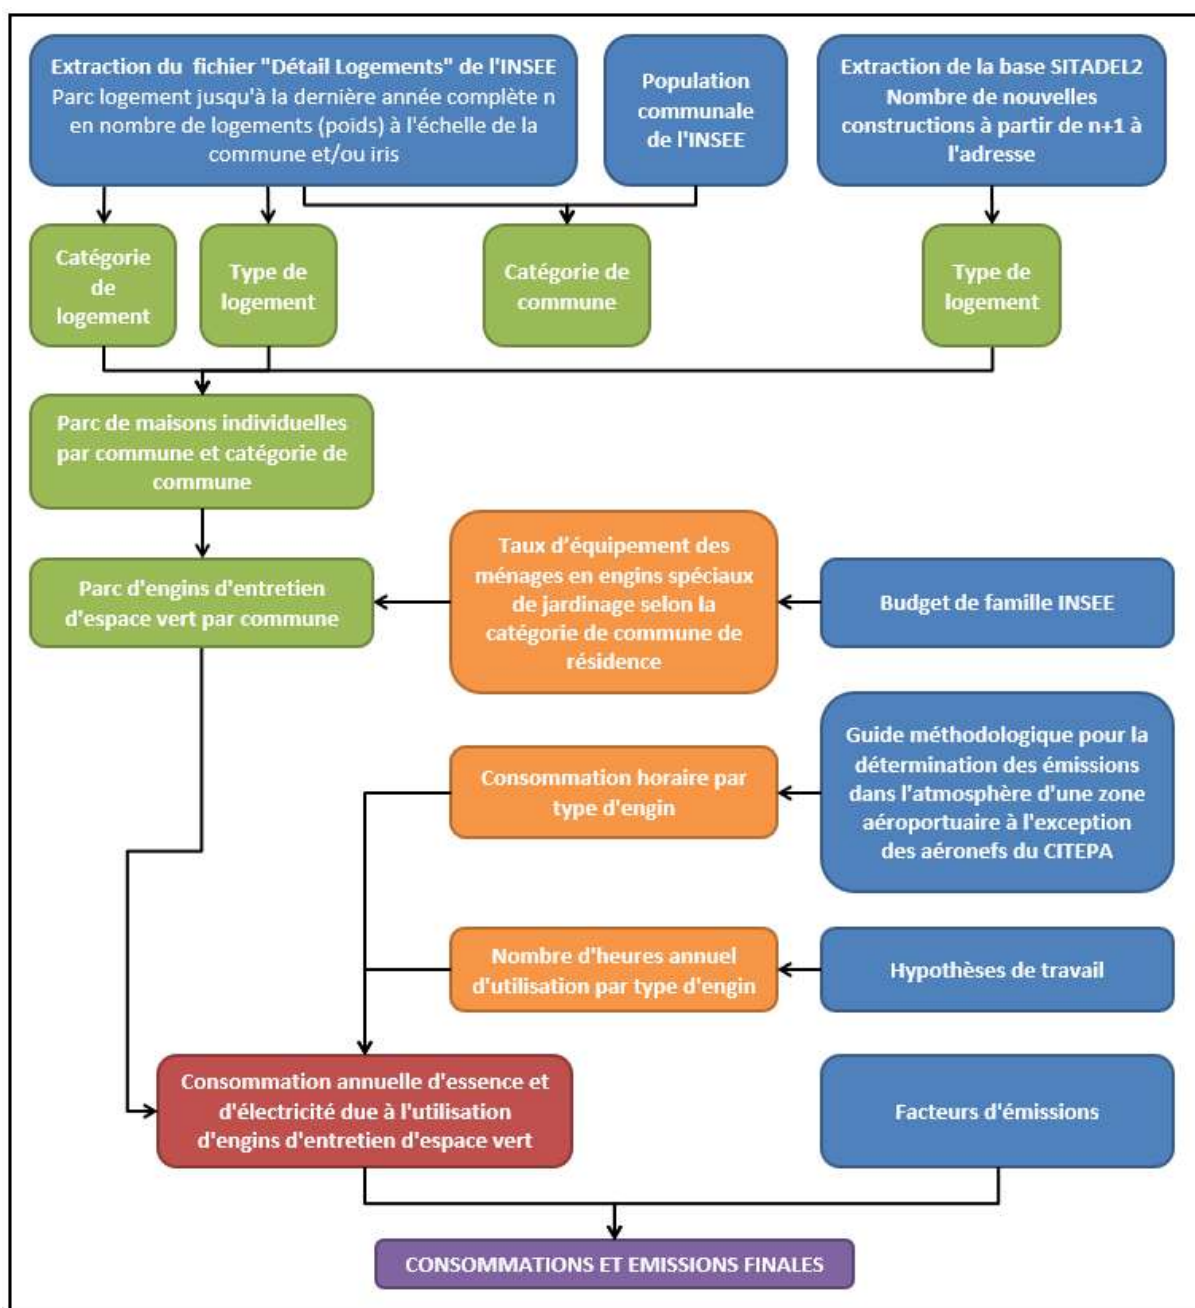 Extraction du fichier "Détail Logements" de l'INSEE
Parc logement jusqu'à la dernière année complète n
en nombre de logements (poids) à l'échelle de la
commune et/ou iris
Population
communale
de l'INSEE
Extraction de la base SITADEL2
Nombre de nouvelles
constructions à partir de n+1 à
l'adresse
Catégorie
de
logement
Type de
logement
Catégorie de
commune
Type de
logement
Parc de maisons individuelles
par commune et catégorie de
commune
Parc d'engins d'entretien
d'espace vert par commune
Taux d'équipement des
ménages en engins spéciaux
de jardinage selon la
catégorie de commune de
résidence
Budget de famille INSEE
Consommation horaire par
type d'engin
Guide méthodologique pour la
détermination des émissions
dans l'atmosphère d'une zone
aéroportuaire à l'exception
des aéronefs du CITEPA
Nombre d'heures annuel
d'utilisation par type d'engin
Hypothèses de travail
Consommation annuelle d'essence et
d'électricité due à l'utilisation
d'engins d'entretien d'espace vert
Facteurs d'émissions
CONSOMMATIONS ET EMISSIONS FINALES